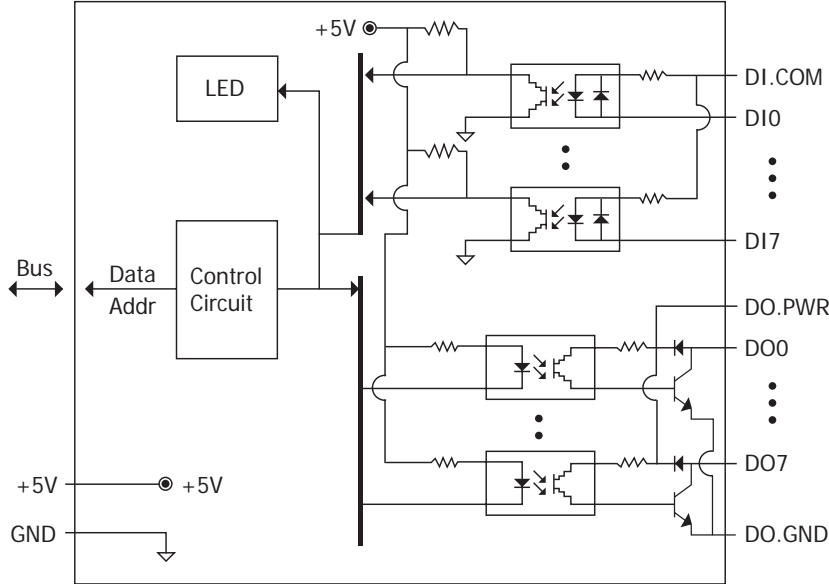 +5V
LED
DI.COM
DI0
DI7
Bus
Data
Addr
Control
Circuit
DO.PWR
DO0
DO7
+5V
+5V
GND
DO.GND